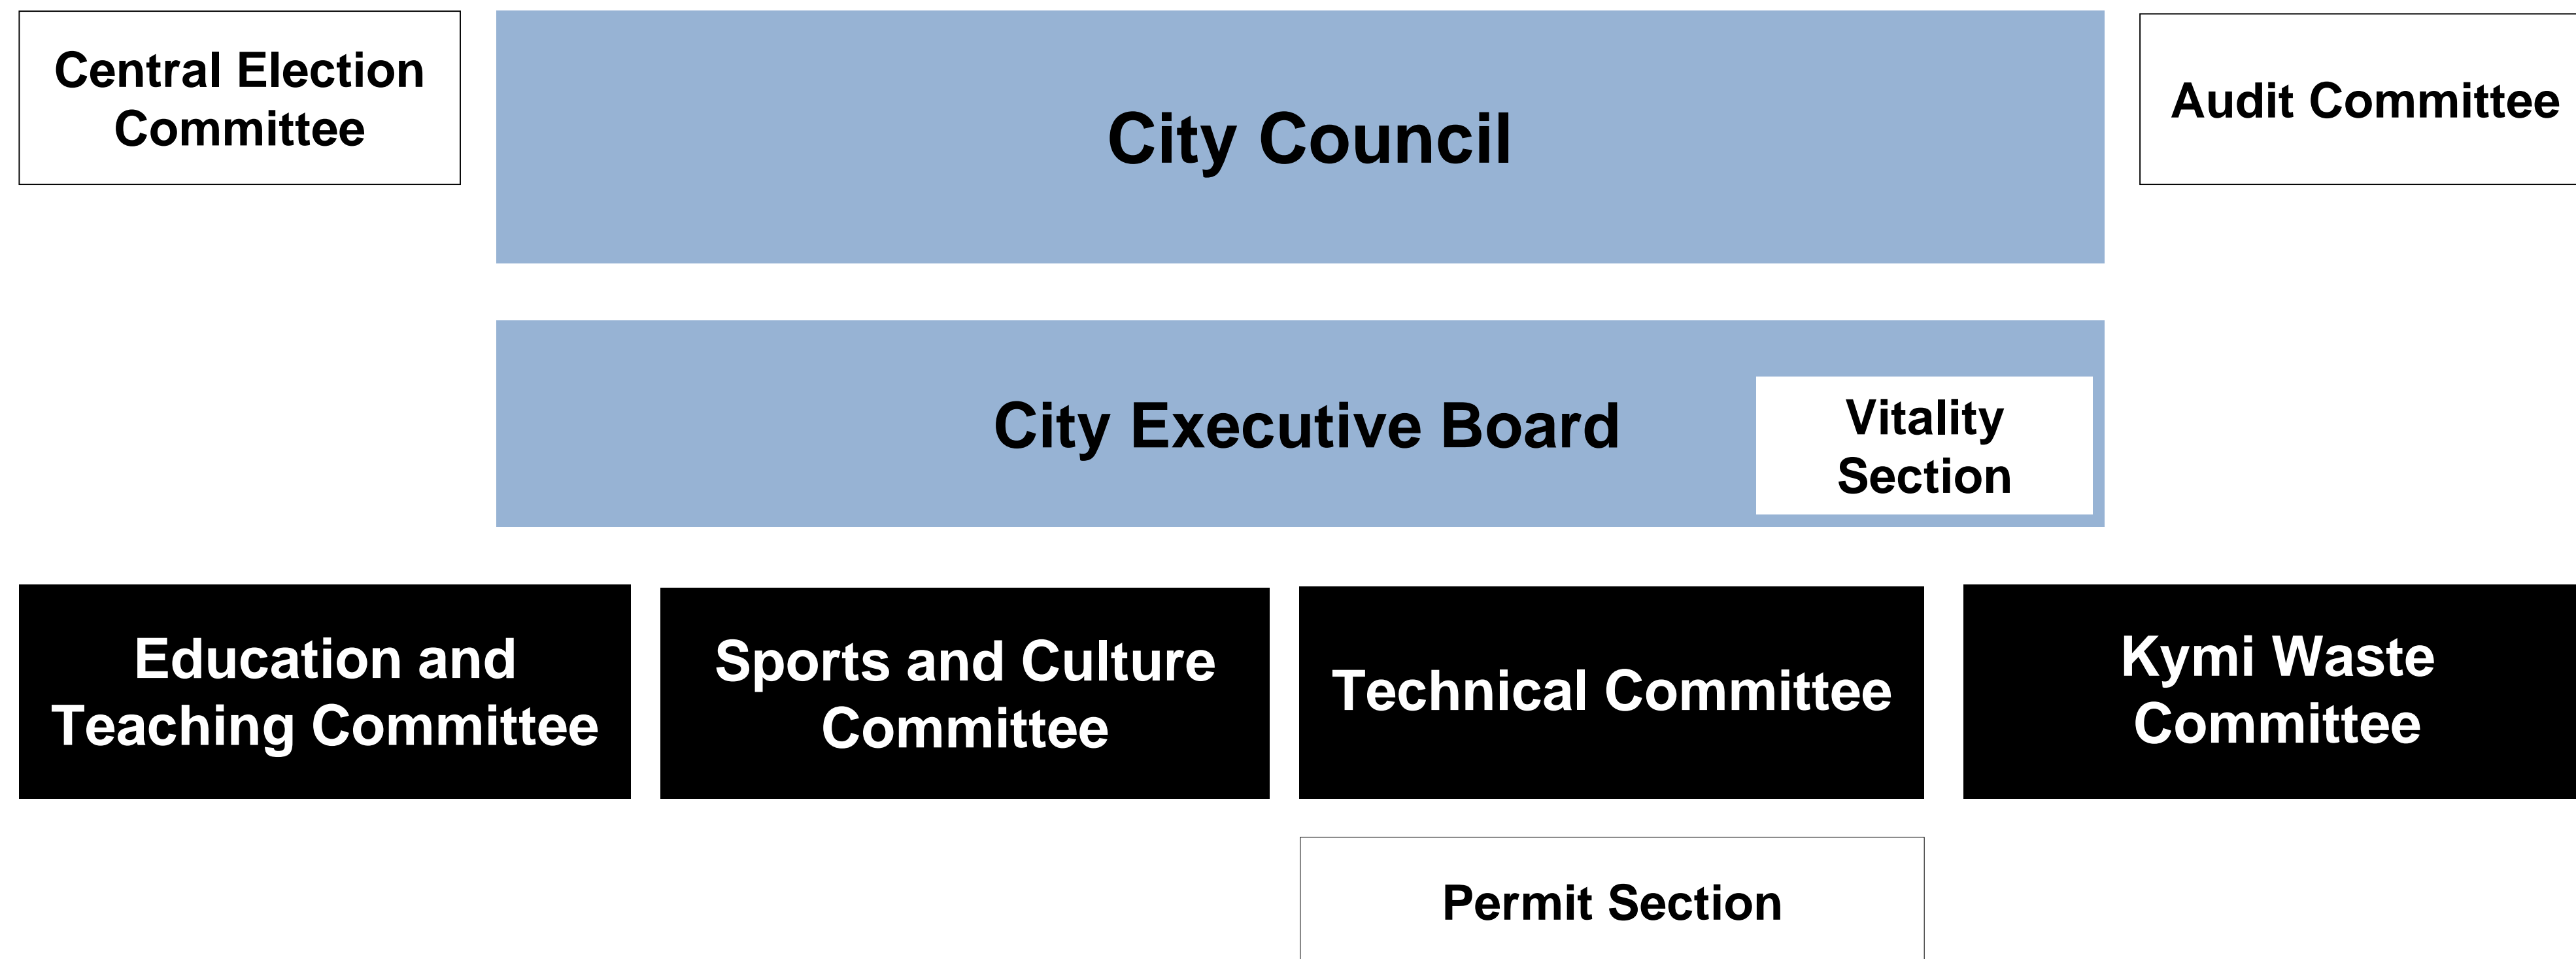 Central Election
Committee
City Council
Audit Committee
City Executive Board
Vitality
Section
Education and
Teaching Committee
Sports and Culture
Committee
Technical Committee
Kymi Waste
Committee
Permit Section